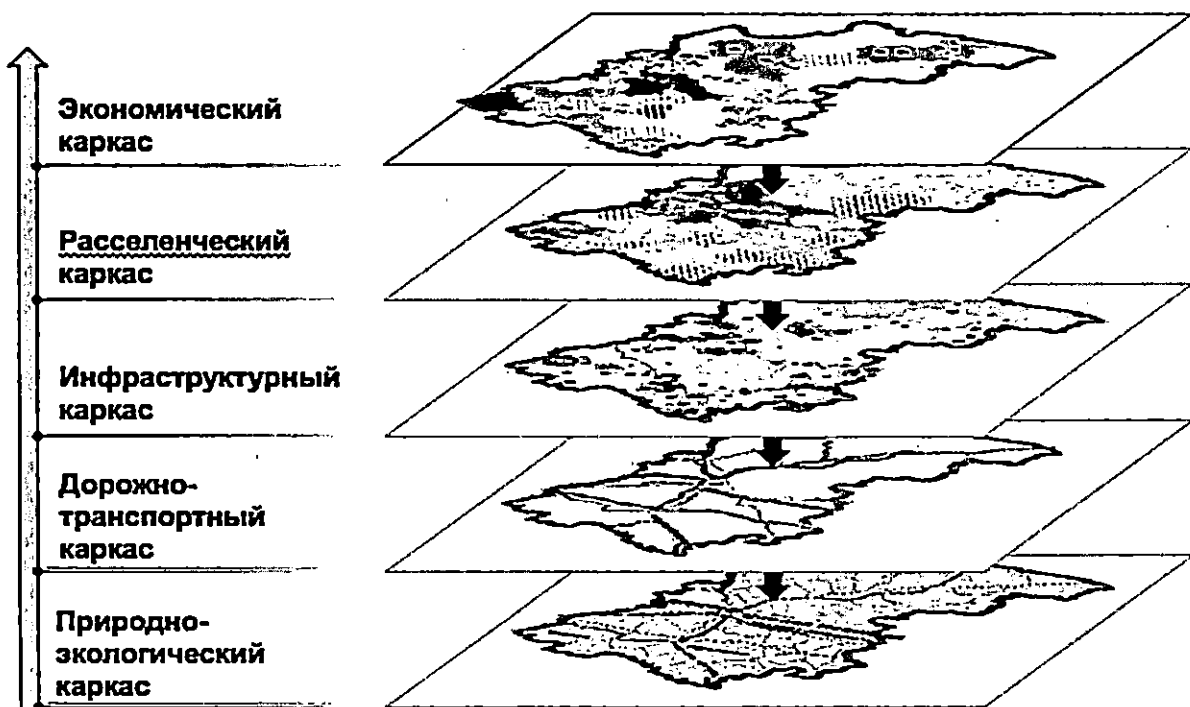 Экономический
каркас
Расселенческий
каркас
Инфраструктурный
каркас
Дорожно-
транспортный
каркас
Природно-
экологический
каркас